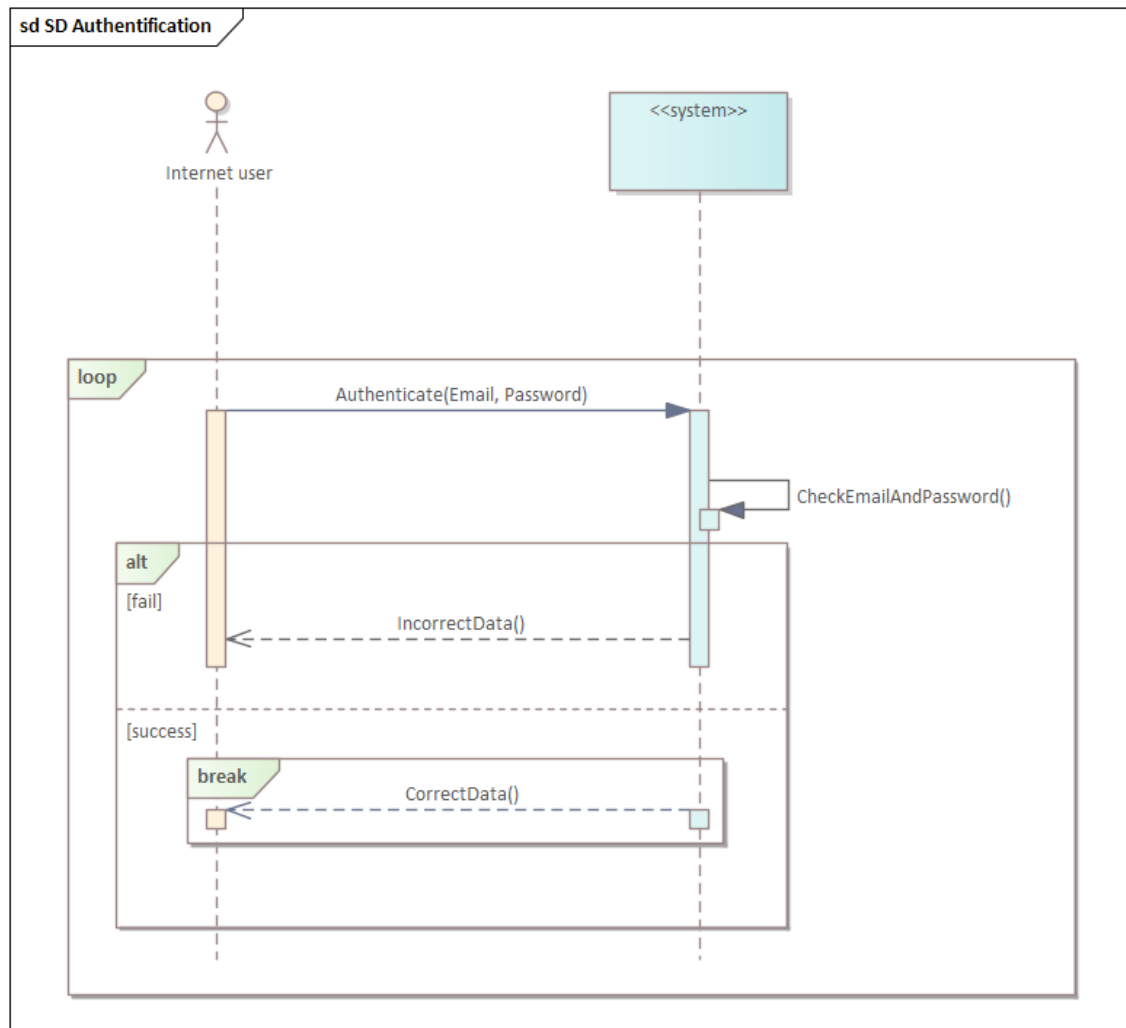 sd SD Authentification
<<system>>
Internet user
loop
Authenticate(Email, Password)
CheckEmailAndPassword()
alt
[fail]
IncorrectData()
[success]
break
CorrectData()